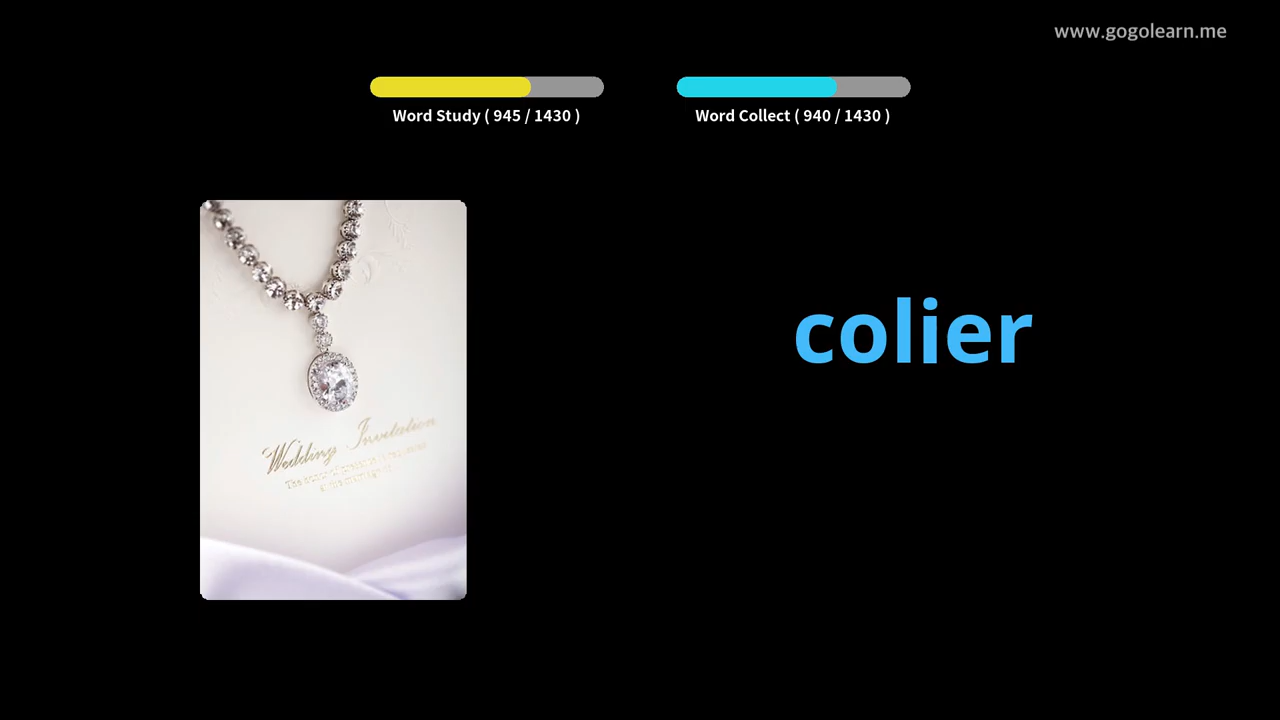 www.gogolearn.me
Word Study ( 945 / 1430 )
Word Collect ( 940 / 1430 )
colier
Wedding Invitation